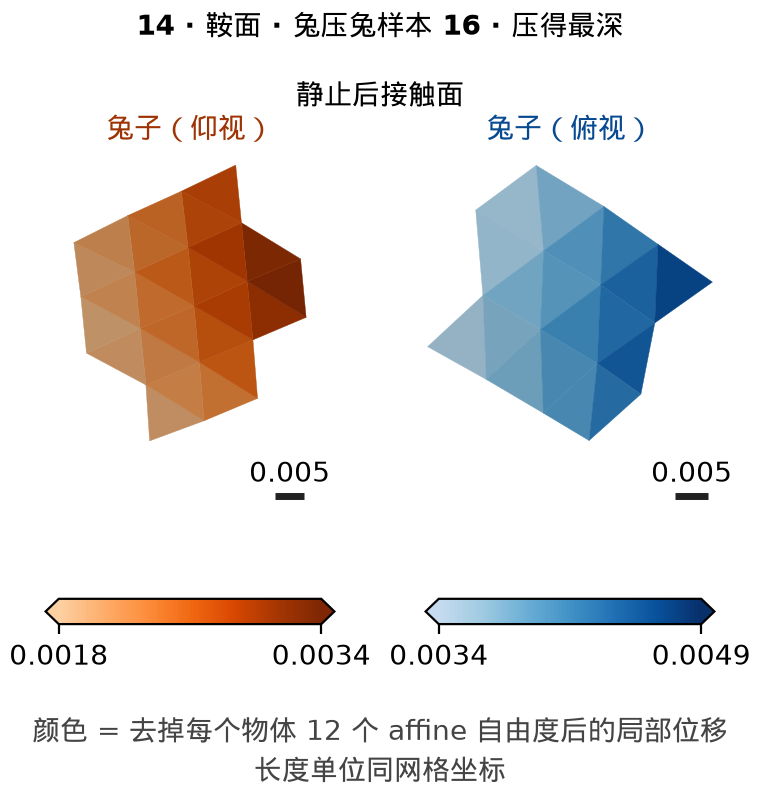 14 · 鞍面 · 兔压兔样本 16 · 压得最深
静止后接触面
兔子（仰视）
兔子（俯视）
0.005
0.005
0.0018
0.0034
0.0034
0.0049
颜色 = 去掉每个物体 12 个 affine 自由度后的局部位移
长度单位同网格坐标